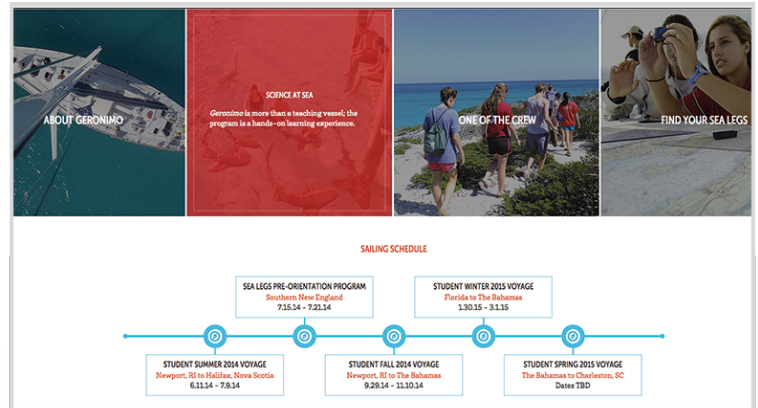 ABOUT GERONIMO
SCIENCE AT SEA
Geronimo is more than a teaching vessel; the
program is a hands-on learning experience.
ONE OF THE CREW
FIND YOUR SEA LEGS
SAILING SCHEDULE
SEA LEGS PRE-ORIENTATION PROGRAM
Southern New England
7.15.14 - 7.21.14
STUDENT WINTER 2015 VOYAGE
Florida to The Bahamas
1.30.15 - 3.1.15
STUDENT SUMMER 2014 VOYAGE
Newport, RI to Halifax, Nova Scotia
6.11.14 - 7.9.14
STUDENT FALL 2014 VOYAGE
Newport, RI to The Bahamas
9.29.14 - 11.10.14
STUDENT SPRING 2015 VOYAGE
The Bahamas to Charleston, SC
Dates TBD